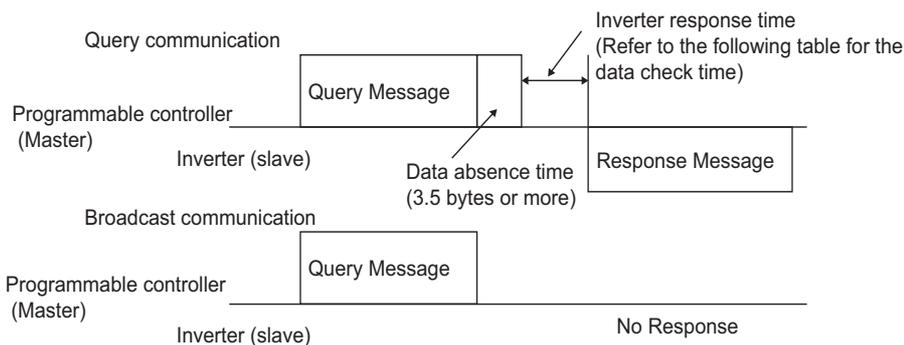 Query communication
Inverter response time
(Refer to the following table for the
data check time)
Query Message
Programmable controller
(Master)
Inverter (slave)
Data absence time
(3.5 bytes or more)
Response Message
Broadcast communication
Query Message
Programmable controller
(Master)
Inverter (slave)
No Response